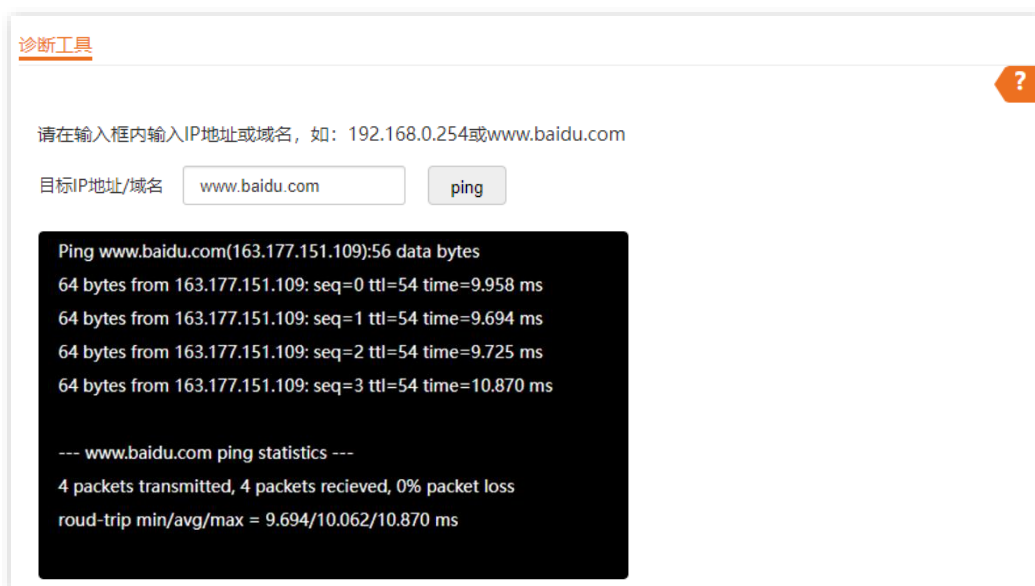 诊断工具
?
请在输入框内输入IP地址或域名，如：192.168.0.254或www.baidu.com
目标IP地址/域名 www.baidu.com ping
Ping www.baidu.com(163.177.151.109):56 data bytes
64 bytes from 163.177.151.109: seq=0 ttl=54 time=9.958 ms
64 bytes from 163.177.151.109: seq=1 ttl=54 time=9.694 ms
64 bytes from 163.177.151.109: seq=2 ttl=54 time=9.725 ms
64 bytes from 163.177.151.109: seq=3 ttl=54 time=10.870 ms
--- www.baidu.com ping statistics ---
4 packets transmitted, 4 packets recieved, 0% packet loss
roud-trip min/avg/max = 9.694/10.062/10.870 ms